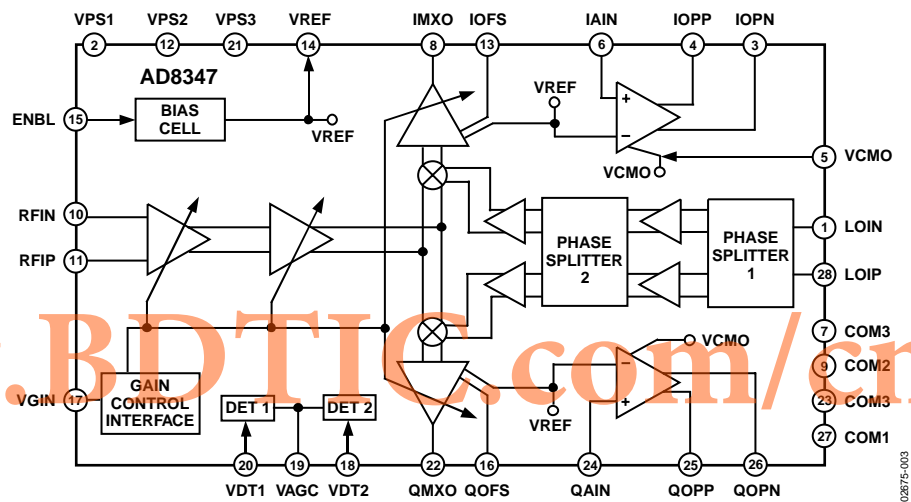 VPS1 VPS2 VPS3 VREF IMXO IOFS IAIN IOPP IOPN
2 12 21 14 8 13 6 4 3
AD8347
ENBL 15
BIAS
CELL
VREF
VREF
+
−
VCMO
5 VCMO
RFIN 10
RFIP 11
PHASE
SPLITTER
2
PHASE
SPLITTER
1
1 LOIN
28 LOIP
7 COM3
9 COM2
23 COM3
27 COM1
.BDTIC.com/cn
VGIN 17
GAIN
CONTROL
INTERFACE
DET 1
DET 2
VREF
VCMO
−
+
20 19 18 22 16 24 25 26
VDT1 VAGC VDT2 QMXO QOFS QAIN QOPP QOPN
02675-003